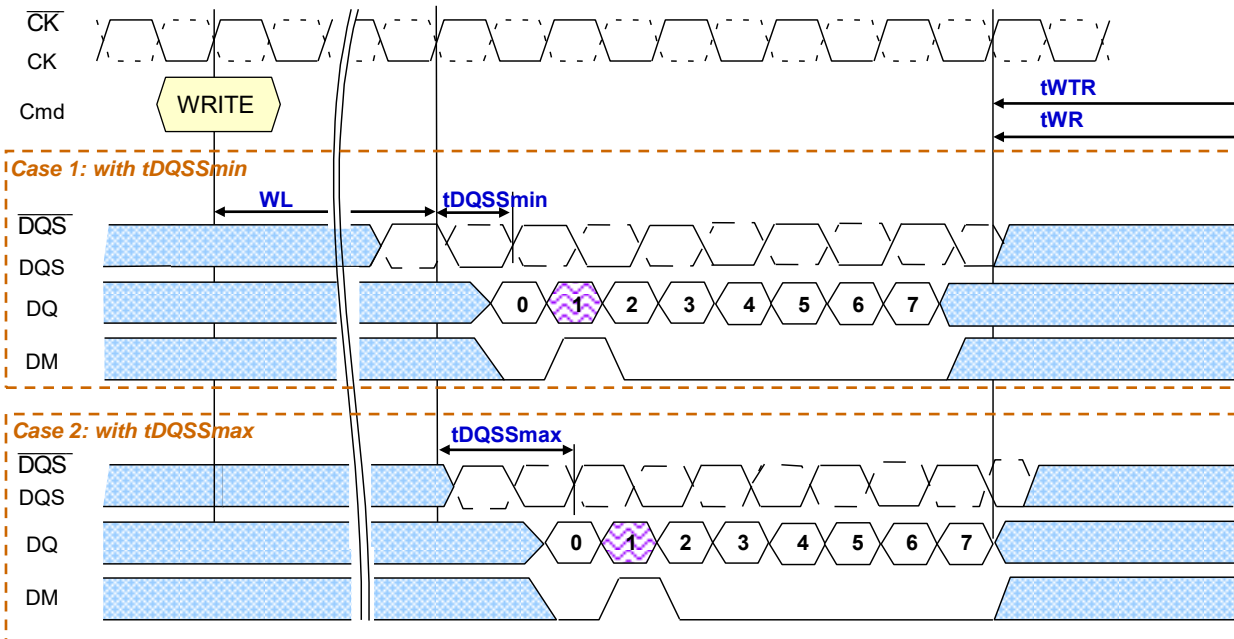 CK
CK
Cmd WRITE tWTR
tWR
Case 1: with tDQSSmin
WL tDQSSmin
DQS
DQS
DQ 0 1 2 3 4 5 6 7
DM
Case 2: with tDQSSmax
tDQSSmax
DQS
DQS
DQ 0 1 2 3 4 5 6 7
DM